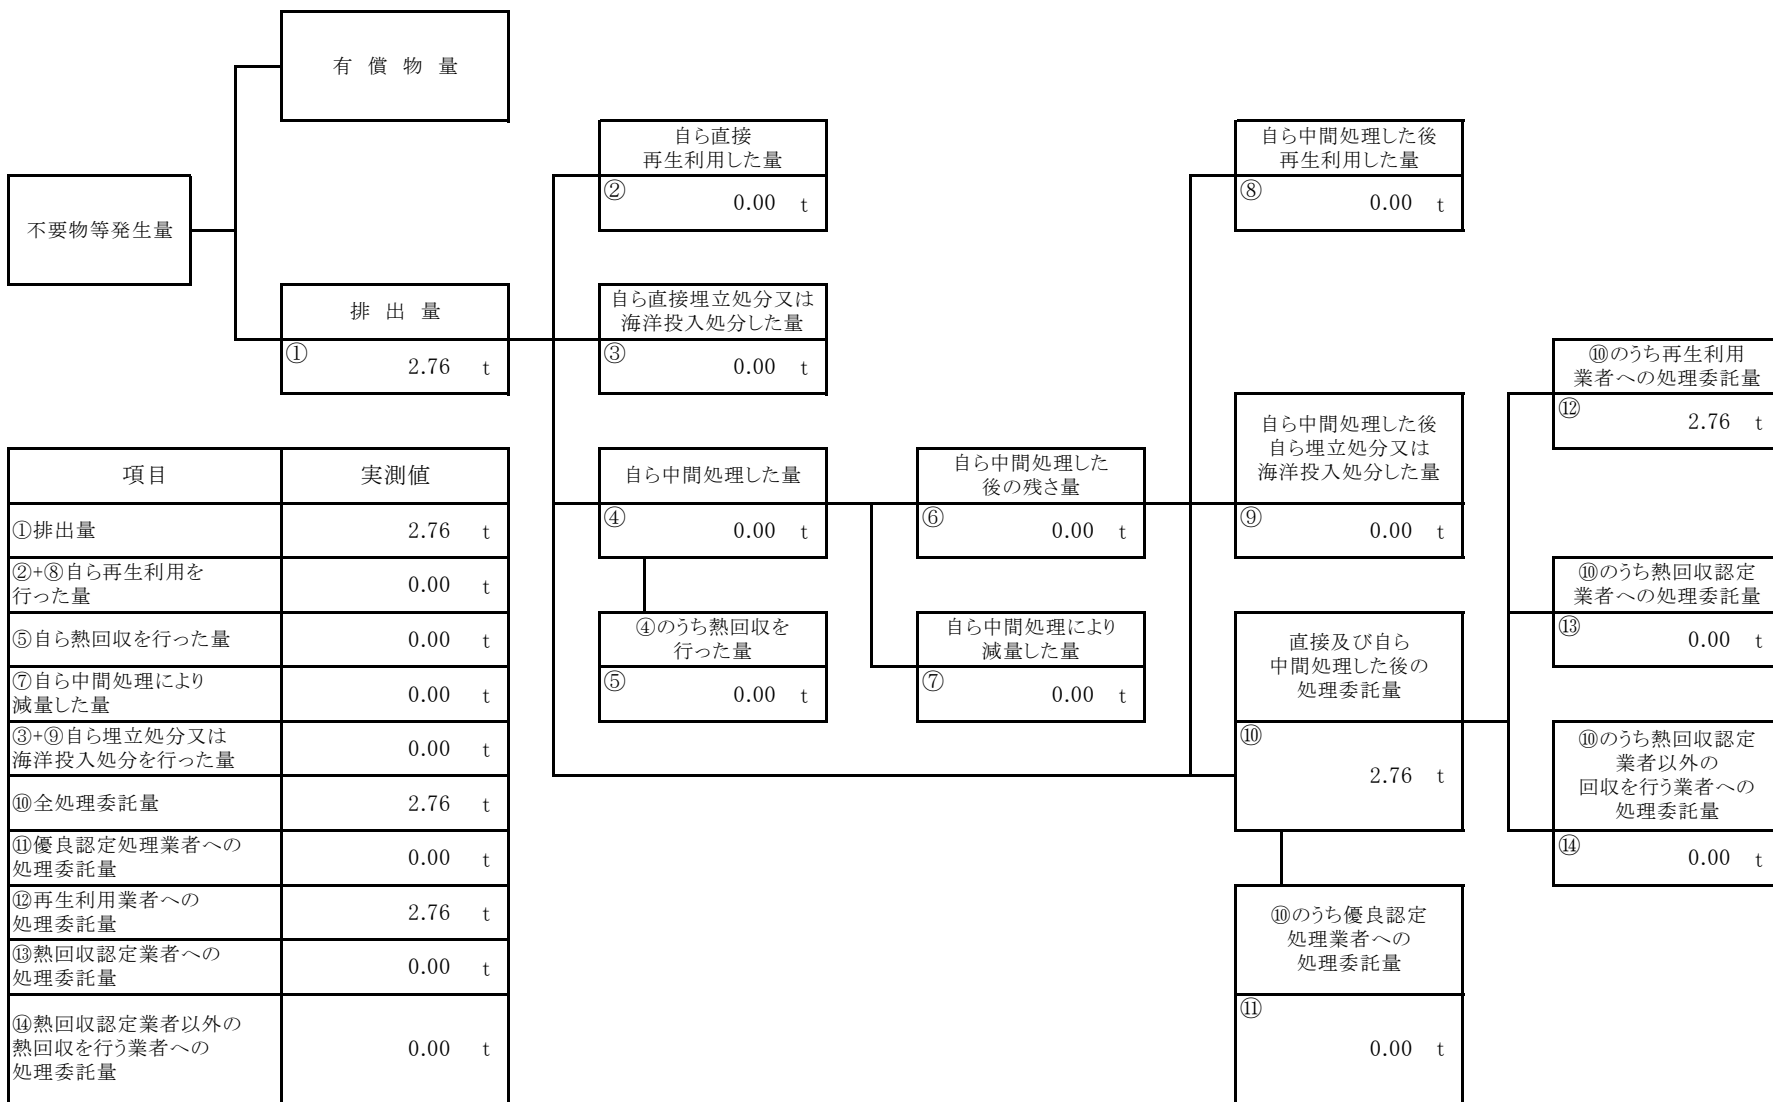 有 償 物 量
不要物等発生量
排 出 量
①
2.76 t
自ら直接
再生利用した量
②
0.00 t
自ら直接埋立処分又は
海洋投入処分した量
③
0.00 t
自ら中間処理した量
④
0.00 t
④のうち熱回収を
行った量
⑤
0.00 t
自ら中間処理した
後の残さ量
⑥
0.00 t
自ら中間処理により
減量した量
⑦
0.00 t
自ら中間処理した後
再生利用した量
⑧
0.00 t
自ら中間処理した後
自ら埋立処分又は
海洋投入処分した量
⑨
0.00 t
直接及び自ら
中間処理した後の
処理委託量
⑩
2.76 t
⑩のうち優良認定
処理業者への
処理委託量
⑪
0.00 t
⑩のうち再生利用
業者への処理委託量
⑫
2.76 t
⑩のうち熱回収認定
業者への処理委託量
⑬
0.00 t
⑩のうち熱回収認定
業者以外の
回収を行う業者への
処理委託量
⑭
0.00 t
項目 実測値
①排出量 2.76 t
②+⑧自ら再生利用を
行った量 0.00 t
⑤自ら熱回収を行った量 0.00 t
⑦自ら中間処理により
減量した量 0.00 t
③+⑨自ら埋立処分又は
海洋投入処分を行った量 0.00 t
⑩全処理委託量 2.76 t
⑪優良認定処理業者への
処理委託量 0.00 t
⑫再生利用業者への
処理委託量 2.76 t
⑬熱回収認定業者への
処理委託量 0.00 t
⑭熱回収認定業者以外の
熱回収を行う業者への
処理委託量 0.00 t